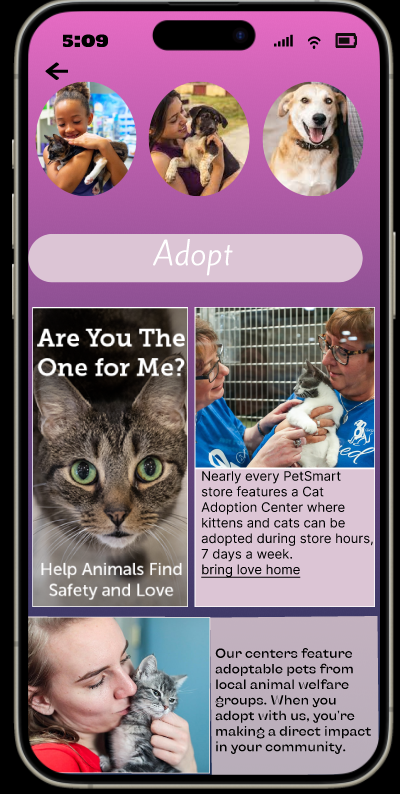 5:09
Adopt
Are You The
One for Me?
Help Animals Find
Safety and Love
Nearly every PetSmart
store features a Cat
Adoption Center where
kittens and cats can be
adopted during store hours,
7 days a week.
bring love home
Our centers feature
adoptable pets from
local animal welfare
groups. When you
adopt with us, you're
making a direct impact
in your community.